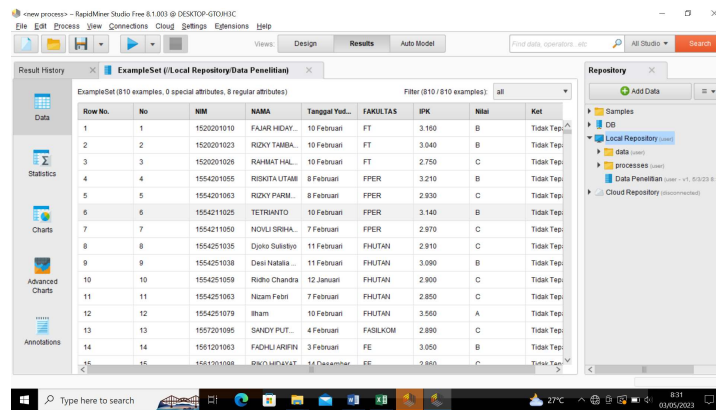 <new process> – RapidMiner Studio Free 8.1.003 @ DESKTOP-GTOJH3C
File Edit Process View Connections Cloud Settings Extensions Help
Views: Design Results Auto Model Find data, operators...etc All Studio Search
Result History ExampleSet (//Local Repository/Data Penelitian) Repository
ExampleSet (810 examples, 0 special attributes, 8 regular attributes) Filter (810 / 810 examples): all
Add Data
Data
Statistics
Charts
Advanced
Charts
Annotations
Row No. No NIM NAMA Tanggal Yud... FAKULTAS IPK Nilai Ket
1 1 1520201010 FAJAR HIDAY... 10 Februari FT 3.160 B Tidak Tep
2 2 1520201023 RIZKY TAMBA... 10 Februari FT 3.040 B Tidak Tep
3 3 1520201026 RAHMAT HAL... 10 Februari FT 2.750 C Tidak Tep
4 4 1554201055 RISKITA UTAMI 8 Februari FPER 3.210 B Tidak Tep
5 5 1554201063 RIZKY PARM... 8 Februari FPER 2.930 C Tidak Tep
6 6 1554211025 TETRIANTO 10 Februari FPER 3.140 B Tidak Tep
7 7 1554211050 NOVLI SRIHA... 7 Februari FPER 2.970 C Tidak Tep
8 8 1554251035 Djoko Sulistiyo 11 Februari FHUTAN 2.910 C Tidak Tep
9 9 1554251038 Desi Natalia ... 11 Februari FHUTAN 3.090 B Tidak Tep
10 10 1554251059 Ridho Chandra 12 Januari FHUTAN 2.900 C Tidak Tep
11 11 1554251063 Nizam Febri 7 Februari FHUTAN 2.850 C Tidak Tep
12 12 1554251079 Ilham 10 Februari FHUTAN 3.560 A Tidak Tep
13 13 1557201095 SANDY PUT... 4 Februari FASILKOM 2.890 C Tidak Tep
14 14 1561201063 FADHLI ARIFIN 3 Februari FE 3.050 B Tidak Tep
15 15 1561201098 RIKO HIDAYAT 14 Desember FE 2.860 C Tidak Tep
Samples
DB
Local Repository (user)
data (user)
processes (user)
Data Penelitian (user - v1, 5/3/23 8:
Cloud Repository (disconnected)
Type here to search 27°C 8:31
03/05/2023